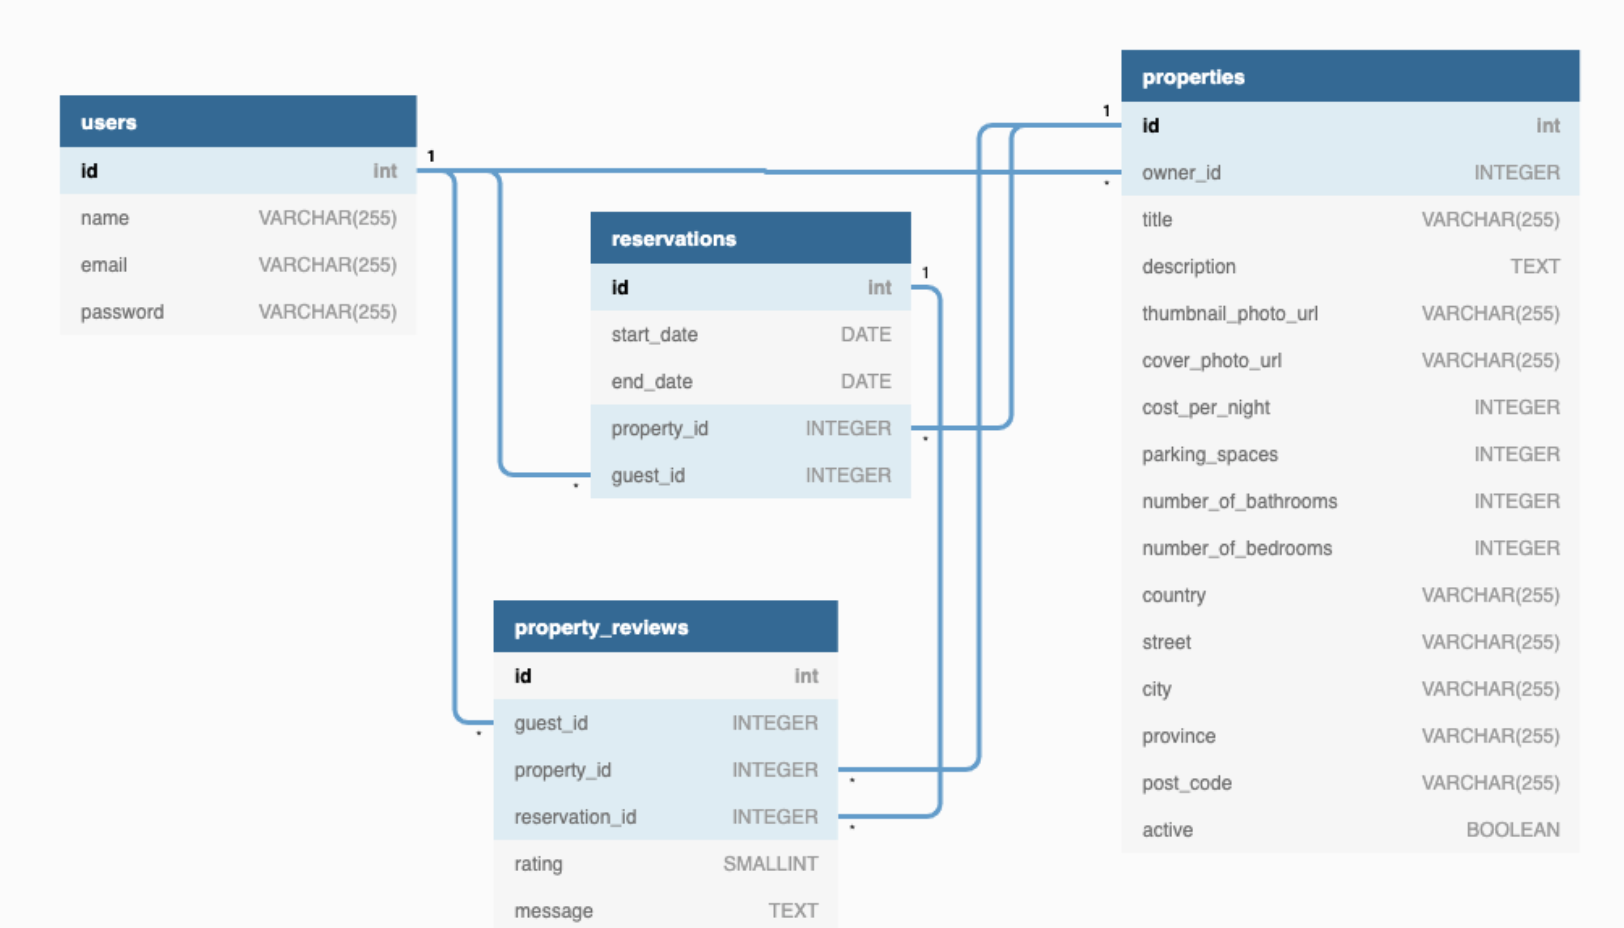 users
1
id int
name VARCHAR(255)
email VARCHAR(255)
password VARCHAR(255)
reservations
1
id int
start_date DATE
end_date DATE
property_id INTEGER
*
guest_id INTEGER
*
property_reviews
id int
guest_id INTEGER
*
property_id INTEGER
*
reservation_id INTEGER
*
rating SMALLINT
message TEXT
properties
1
id int
owner_id INTEGER
*
title VARCHAR(255)
description TEXT
thumbnail_photo_url VARCHAR(255)
cover_photo_url VARCHAR(255)
cost_per_night INTEGER
parking_spaces INTEGER
number_of_bathrooms INTEGER
number_of_bedrooms INTEGER
country VARCHAR(255)
street VARCHAR(255)
city VARCHAR(255)
province VARCHAR(255)
post_code VARCHAR(255)
active BOOLEAN